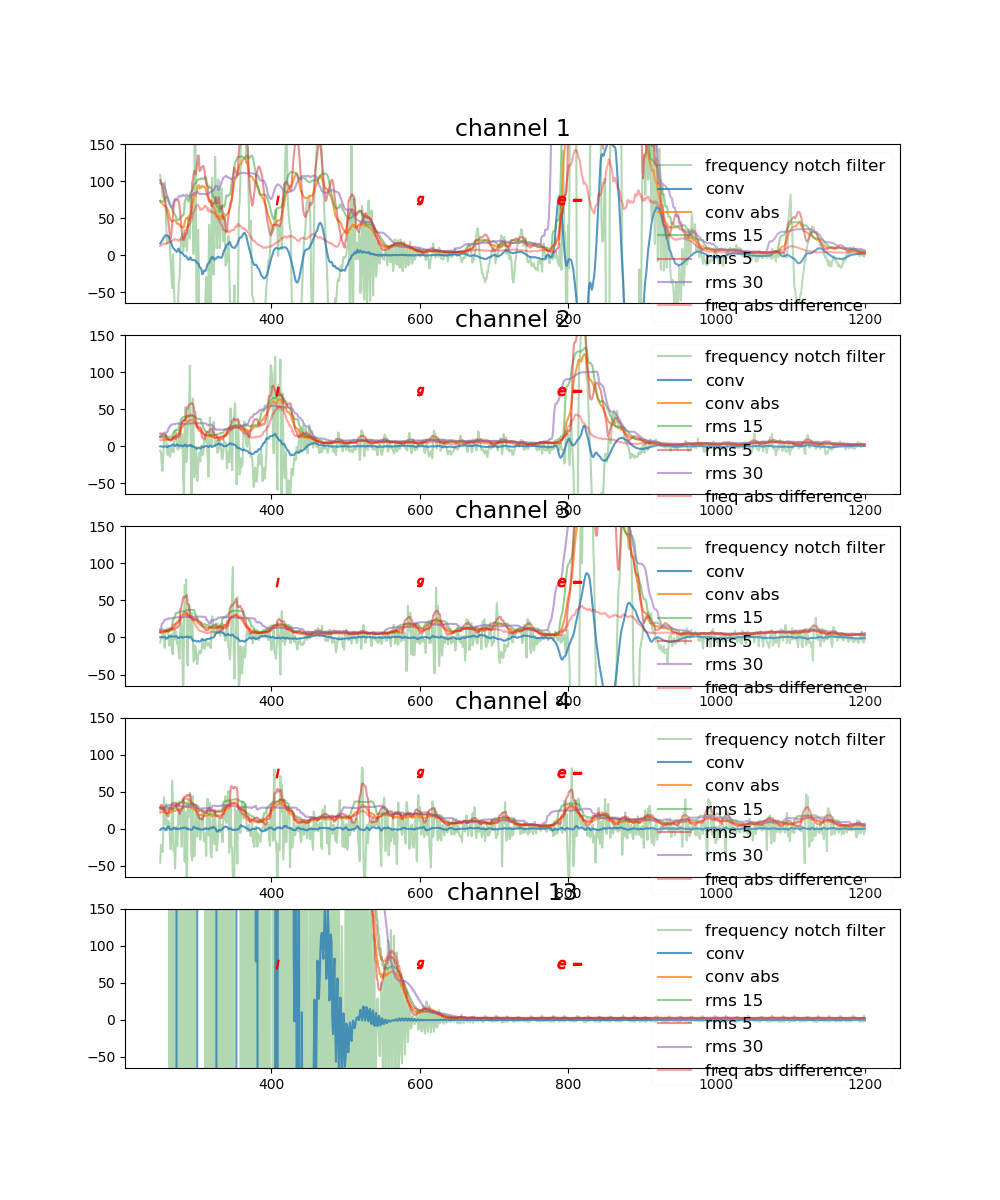 channel 1
150
100
50
0
−50
400
600
800
1000
1200
frequency notch filter
conv
conv abs
rms 15
rms 5
rms 30
freq abs difference
ı
g
e –
channel 2
150
100
50
0
−50
400
600
800
1000
1200
frequency notch filter
conv
conv abs
rms 15
rms 5
rms 30
freq abs difference
ı
g
e –
channel 3
150
100
50
0
−50
400
600
800
1000
1200
frequency notch filter
conv
conv abs
rms 15
rms 5
rms 30
freq abs difference
ı
g
e –
channel 4
150
100
50
0
−50
400
600
800
1000
1200
frequency notch filter
conv
conv abs
rms 15
rms 5
rms 30
freq abs difference
ı
g
e –
channel 13
150
100
50
0
−50
400
600
800
1000
1200
frequency notch filter
conv
conv abs
rms 15
rms 5
rms 30
freq abs difference
ı
g
e –